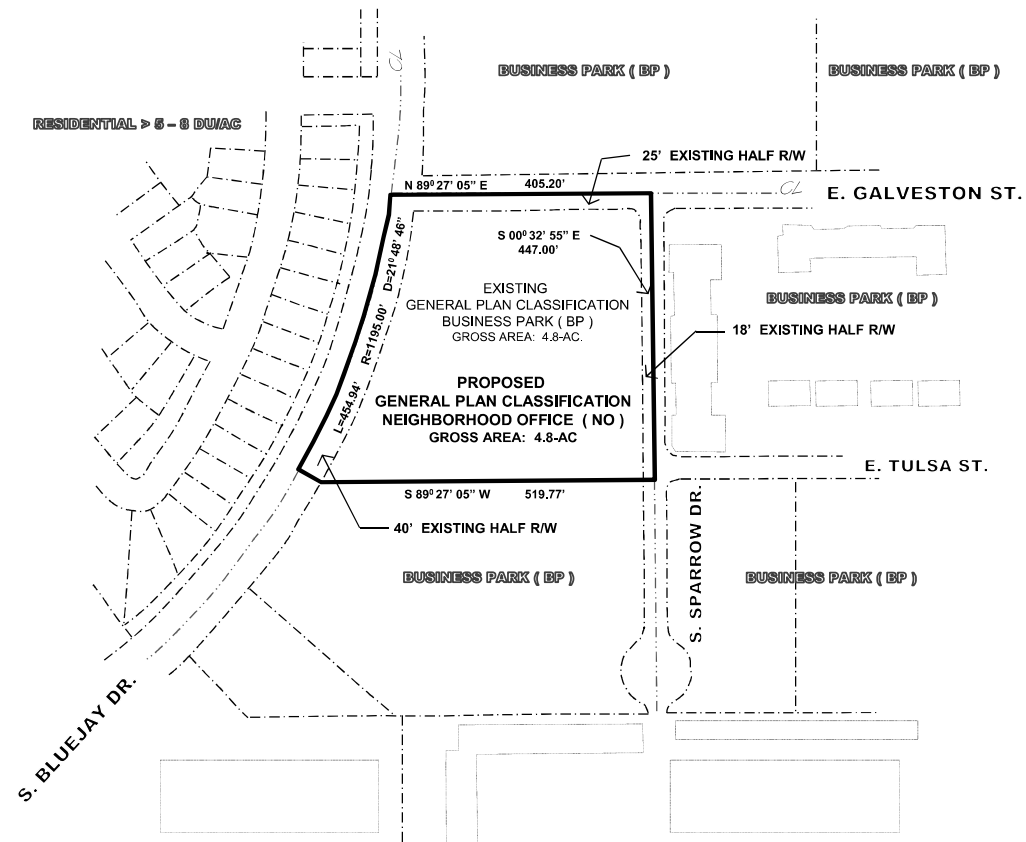 CL
BUSINESS PARK ( BP )
BUSINESS PARK ( BP )
RESIDENTIAL > 5 – 8 DU/AC
25' EXISTING HALF R/W
N 89⁰ 27' 05" E 405.20'
CL
E. GALVESTON ST.
S 00⁰ 32' 55" E
447.00'
L=454.94' R=1195.00' D=21⁰ 48' 46"
EXISTING
GENERAL PLAN CLASSIFICATION
BUSINESS PARK ( BP )
GROSS AREA: 4.8-AC.
BUSINESS PARK ( BP )
18' EXISTING HALF R/W
PROPOSED
GENERAL PLAN CLASSIFICATION
NEIGHBORHOOD OFFICE ( NO )
GROSS AREA: 4.8-AC
E. TULSA ST.
S 89⁰ 27' 05" W 519.77'
40' EXISTING HALF R/W
S. SPARROW DR.
BUSINESS PARK ( BP )
BUSINESS PARK ( BP )
S. BLUEJAY DR.